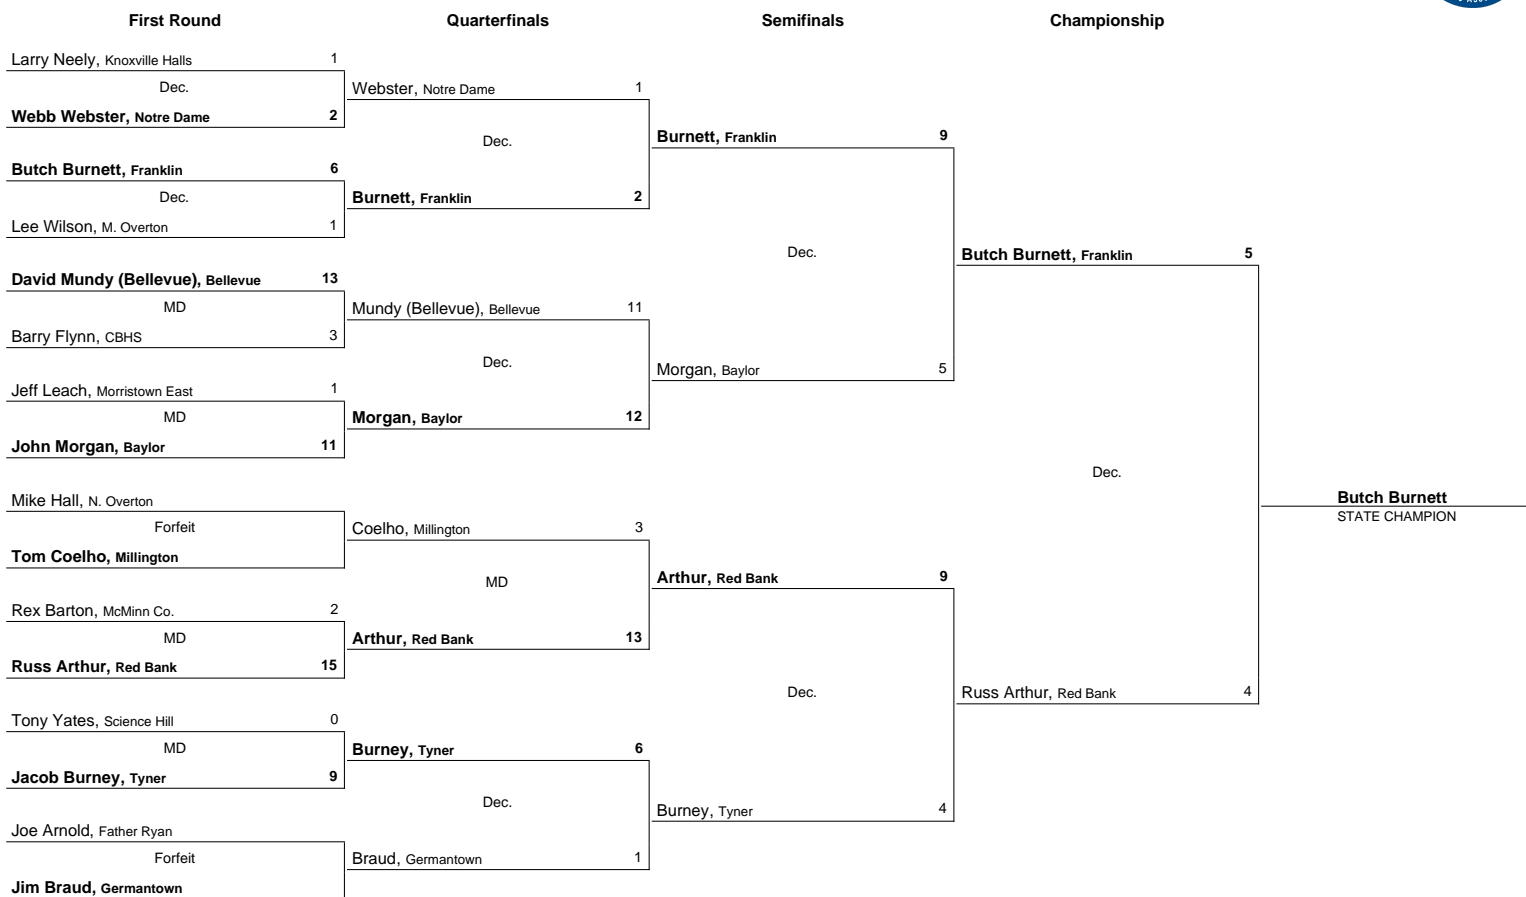 First Round
Quarterfinals
Semifinals
Championship
Larry Neely, Knoxville Halls 1
Dec.
Webb Webster, Notre Dame 2
Butch Burnett, Franklin 6
Dec.
Lee Wilson, M. Overton 1
David Mundy (Bellevue), Bellevue 13
MD
Barry Flynn, CBHS 3
Jeff Leach, Morristown East 1
MD
John Morgan, Baylor 11
Mike Hall, N. Overton
Forfeit
Tom Coelho, Millington
Rex Barton, McMinn Co. 2
MD
Russ Arthur, Red Bank 15
Tony Yates, Science Hill 0
MD
Jacob Burney, Tyner 9
Joe Arnold, Father Ryan
Forfeit
Jim Braud, Germantown
Webster, Notre Dame 1
Dec.
Burnett, Franklin 2
Mundy (Bellevue), Bellevue 11
Dec.
Morgan, Baylor 12
Coelho, Millington 3
MD
Arthur, Red Bank 13
Burney, Tyner 6
Dec.
Braud, Germantown 1
Burnett, Franklin 9
Dec.
Morgan, Baylor 5
Arthur, Red Bank 9
Dec.
Burney, Tyner 4
Butch Burnett, Franklin 5
Dec.
Russ Arthur, Red Bank 4
Butch Burnett
STATE CHAMPION